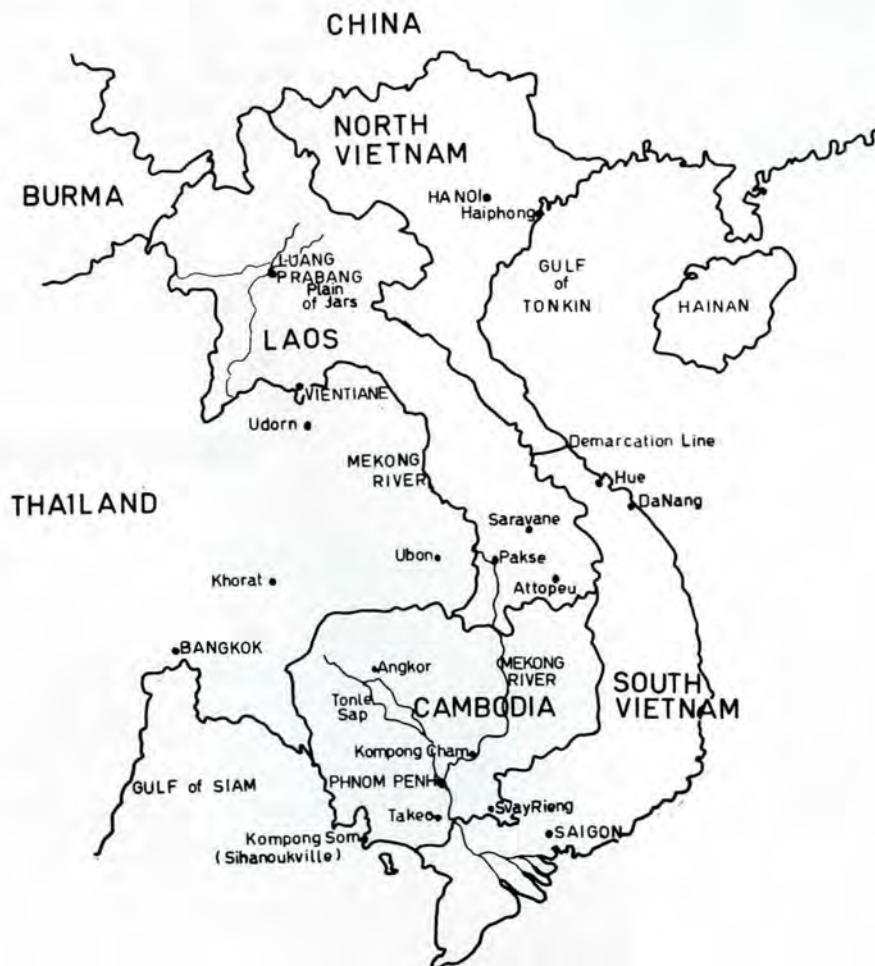 CHINA
NORTH
VIETNAM
BURMA
HANOI
Haiphong
LUANG
PRABANG
Plain
of Jars
GULF
of
TONKIN
HAINAN
LAOS
VIENTIANE
Udorn
Demarcation Line
MEKONG
RIVER
Hue
DaNang
THAILAND
Saravane
Ubon
Pakse
Khorat
Attopeu
BANGKOK
Angkor
MEKONG
RIVER
SOUTH
VIETNAM
Tonle
Sap
CAMBODIA
Kompong Cham
GULF of SIAM
PHNOM PENH
Takeo
SvayRieng
SAIGON
Kompong Som
(Sihanoukville)